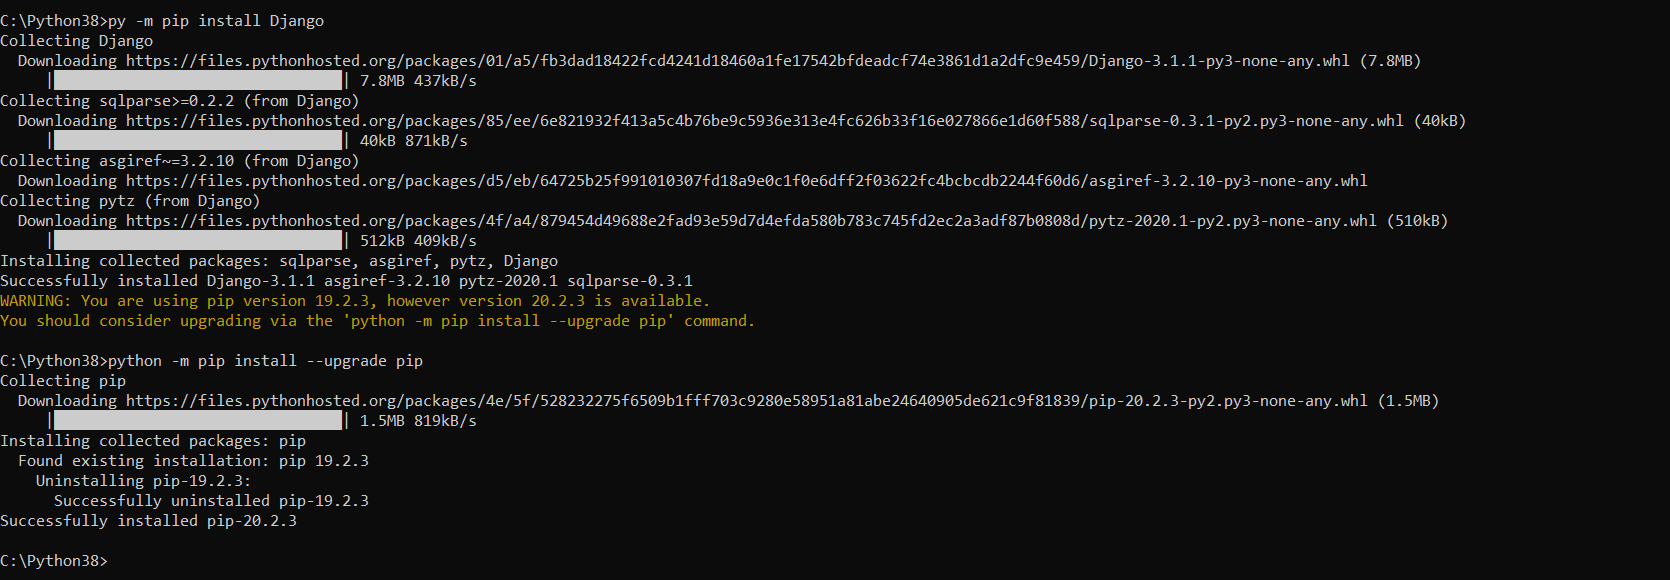 C:\Python38>py -m pip install Django
Collecting Django
  Downloading https://files.pythonhosted.org/packages/01/a5/fb3dad18422fcd4241d18460a1fe17542bfdeadcf74e3861d1a2dfc9e459/Django-3.1.1-py3-none-any.whl (7.8MB)
     |████████████████████████████████| 7.8MB 437kB/s
Collecting sqlparse>=0.2.2 (from Django)
  Downloading https://files.pythonhosted.org/packages/85/ee/6e821932f413a5c4b76be9c5936e313e4fc626b33f16e027866e1d60f588/sqlparse-0.3.1-py2.py3-none-any.whl (40kB)
     |████████████████████████████████| 40kB 871kB/s
Collecting asgiref~=3.2.10 (from Django)
  Downloading https://files.pythonhosted.org/packages/d5/eb/64725b25f991010307fd18a9e0c1f0e6dff2f03622fc4bcbcdb2244f60d6/asgiref-3.2.10-py3-none-any.whl
Collecting pytz (from Django)
  Downloading https://files.pythonhosted.org/packages/4f/a4/879454d49688e2fad93e59d7d4efda580b783c745fd2ec2a3adf87b0808d/pytz-2020.1-py2.py3-none-any.whl (510kB)
     |████████████████████████████████| 512kB 409kB/s
Installing collected packages: sqlparse, asgiref, pytz, Django
Successfully installed Django-3.1.1 asgiref-3.2.10 pytz-2020.1 sqlparse-0.3.1
WARNING: You are using pip version 19.2.3, however version 20.2.3 is available.
You should consider upgrading via the 'python -m pip install --upgrade pip' command.

C:\Python38>python -m pip install --upgrade pip
Collecting pip
  Downloading https://files.pythonhosted.org/packages/4e/5f/528232275f6509b1fff703c9280e58951a81abe24640905de621c9f81839/pip-20.2.3-py2.py3-none-any.whl (1.5MB)
     |████████████████████████████████| 1.5MB 819kB/s
Installing collected packages: pip
  Found existing installation: pip 19.2.3
    Uninstalling pip-19.2.3:
      Successfully uninstalled pip-19.2.3
Successfully installed pip-20.2.3

C:\Python38>